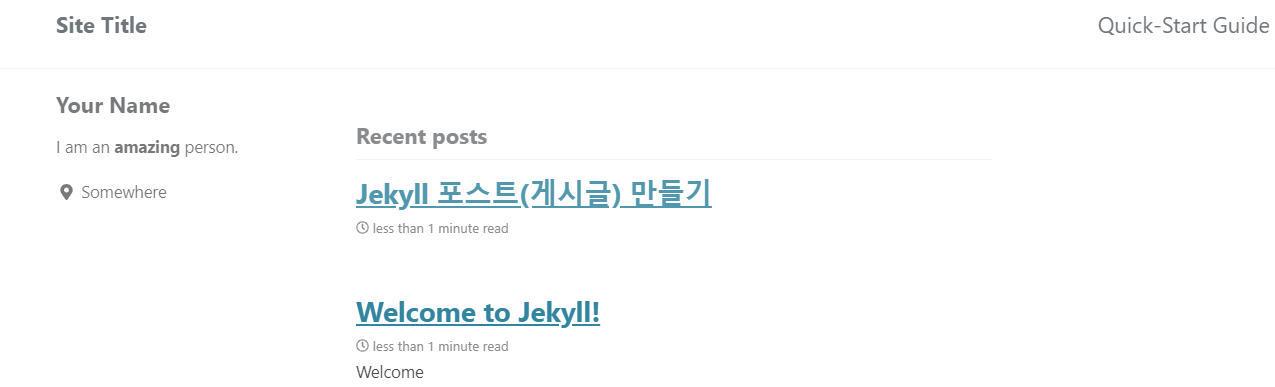 Site Title
Quick-Start Guide
Your Name
I am an amazing person.
Somewhere
Recent posts
Jekyll 포스트(게시글) 만들기
less than 1 minute read
Welcome to Jekyll!
less than 1 minute read
Welcome